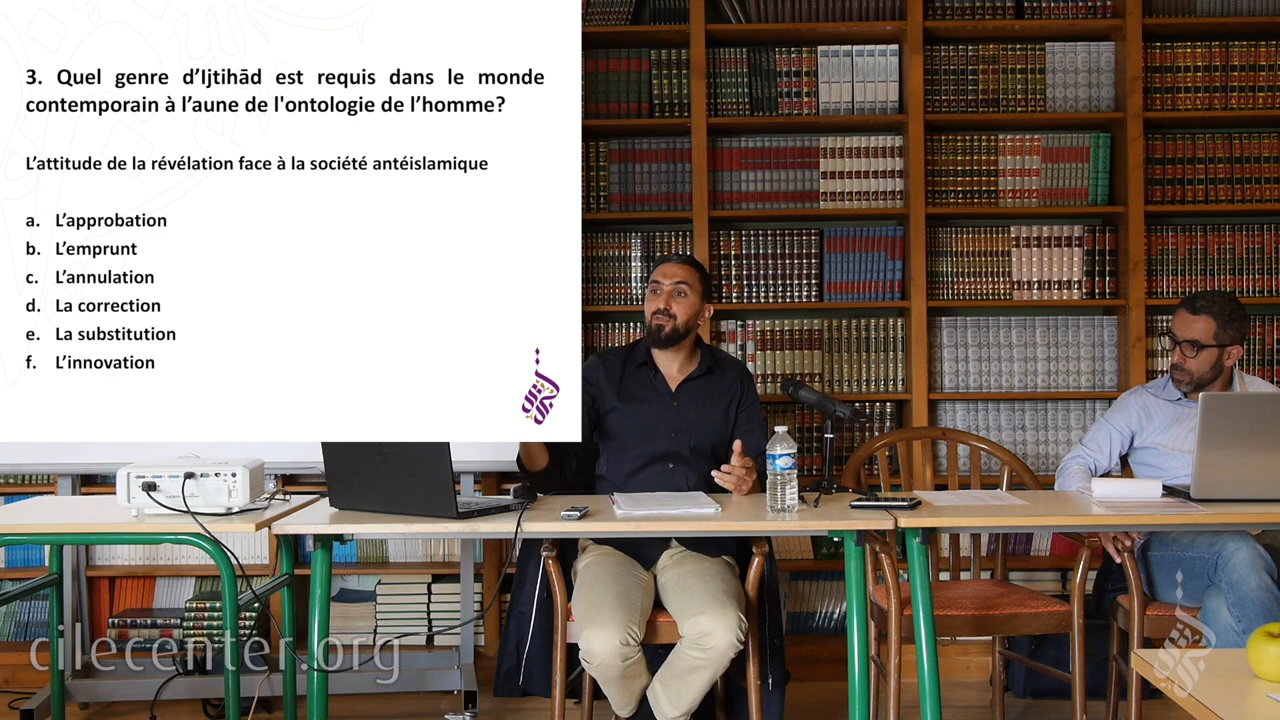 3. Quel genre d’Ijtihād est requis dans le monde
contemporain à l’aune de l'ontologie de l’homme?
L’attitude de la révélation face à la société antéislamique
a. L’approbation
b. L’emprunt
c. L’annulation
d. La correction
e. La substitution
f. L’innovation
cilecenter.org